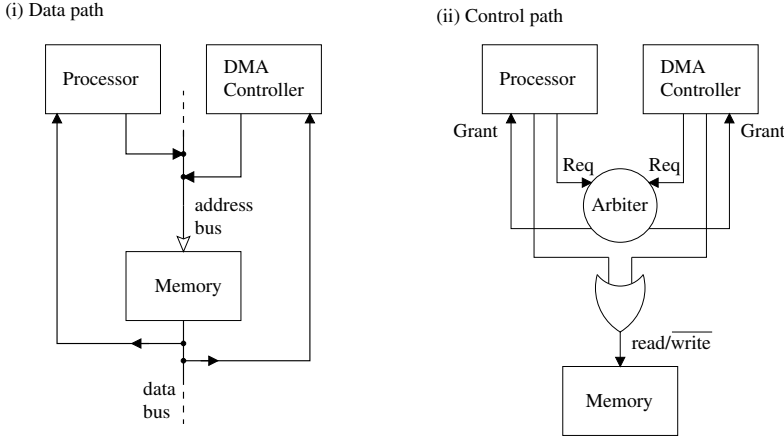 (i) Data path
Processor
DMA
Controller
address
bus
Memory
data
bus
(ii) Control path
Processor
DMA
Controller
Grant
Grant
Req
Req
Arbiter
read/write
Memory